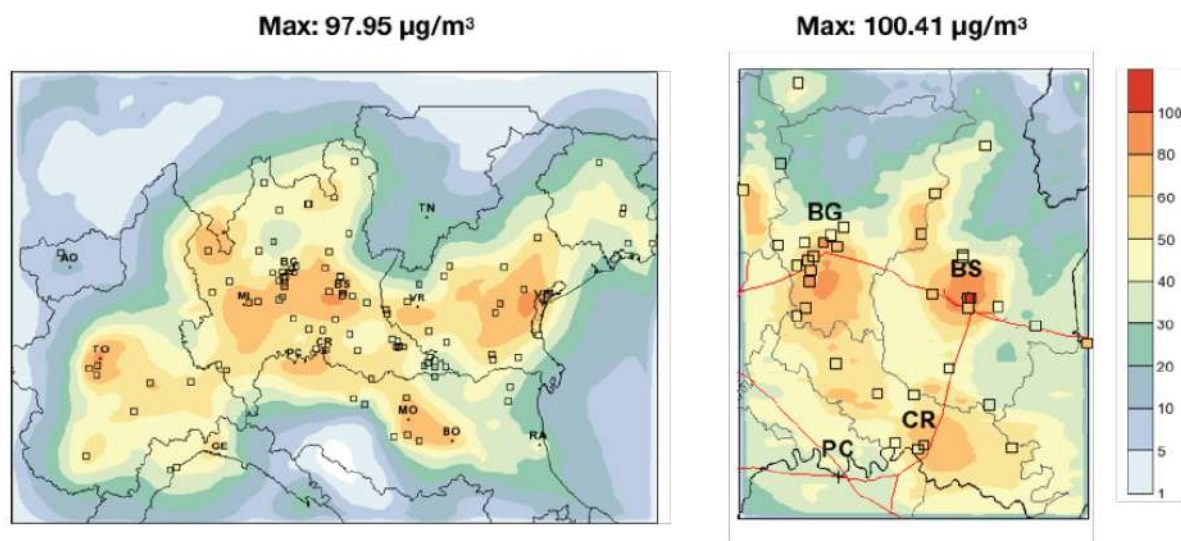 Max: 97.95 µg/m³
Max: 100.41 µg/m³
TN
AO
BG
BS
MI
VR
TO
CR
PC
MO
BO
RA
GE
BG
BS
CR
PC
100
80
60
50
40
30
20
10
5
1